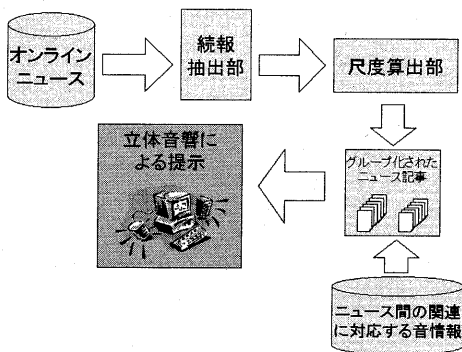 オンライン
ニュース
続報
抽出部
尺度算出部
グループ化された
ニュース記事
立体音響に
よる提示
ニュース間の関連
に対応する音情報